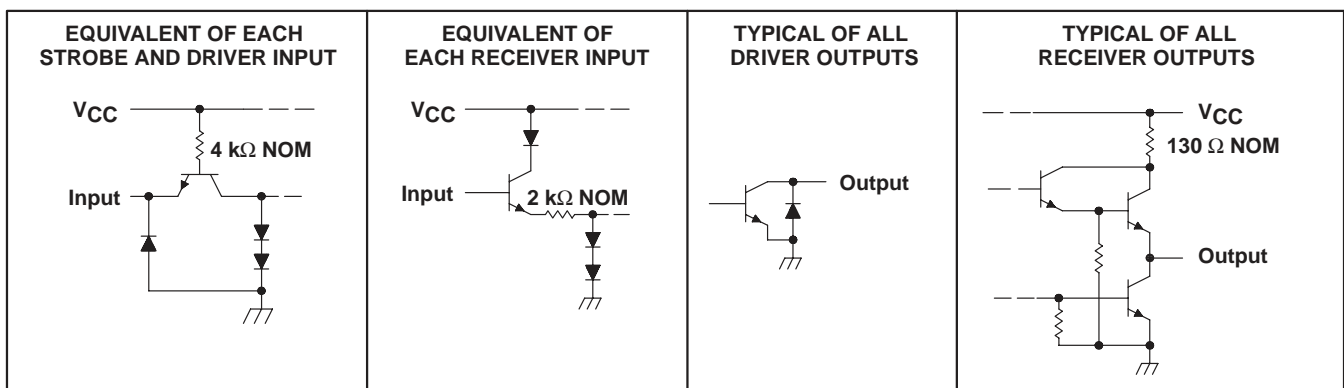 EQUIVALENT OF EACH
STROBE AND DRIVER INPUT
VCC
4 kΩ NOM
Input
EQUIVALENT OF
EACH RECEIVER INPUT
VCC
Input
2 kΩ NOM
TYPICAL OF ALL
DRIVER OUTPUTS
Output
TYPICAL OF ALL
RECEIVER OUTPUTS
VCC
130 Ω NOM
Output